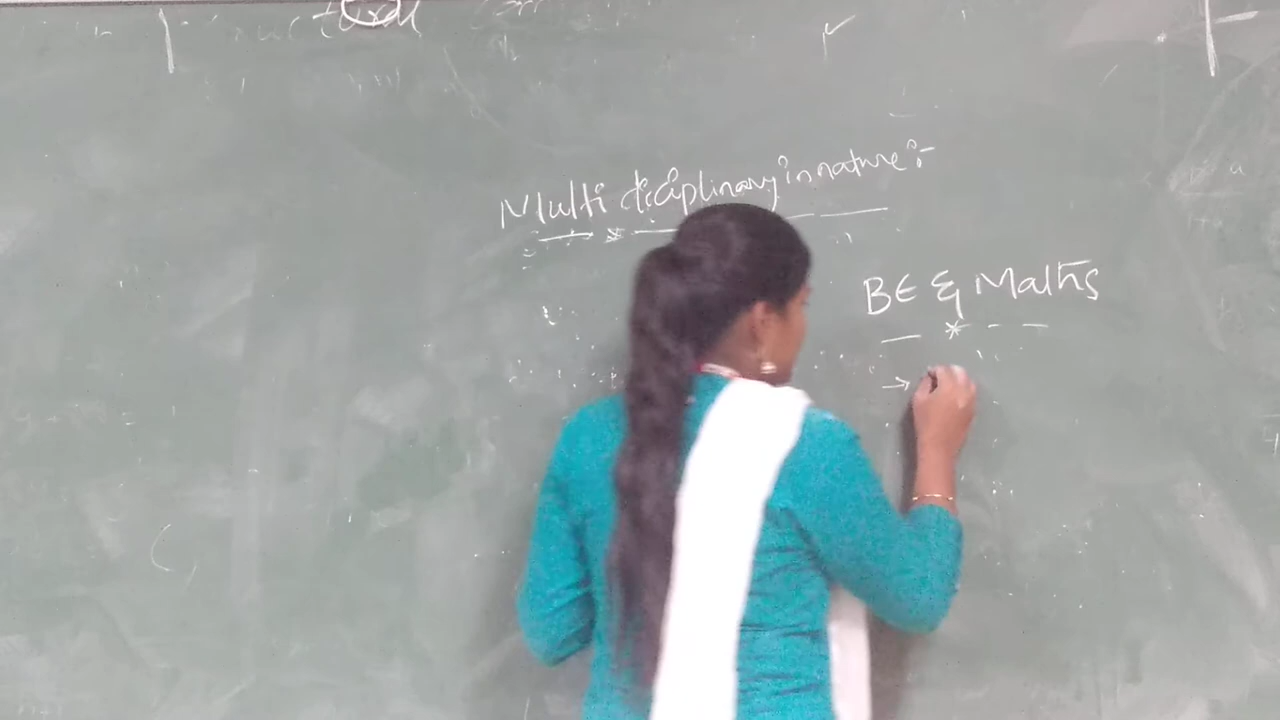 Multi disciplinary in nature:-
BE & Maths
→